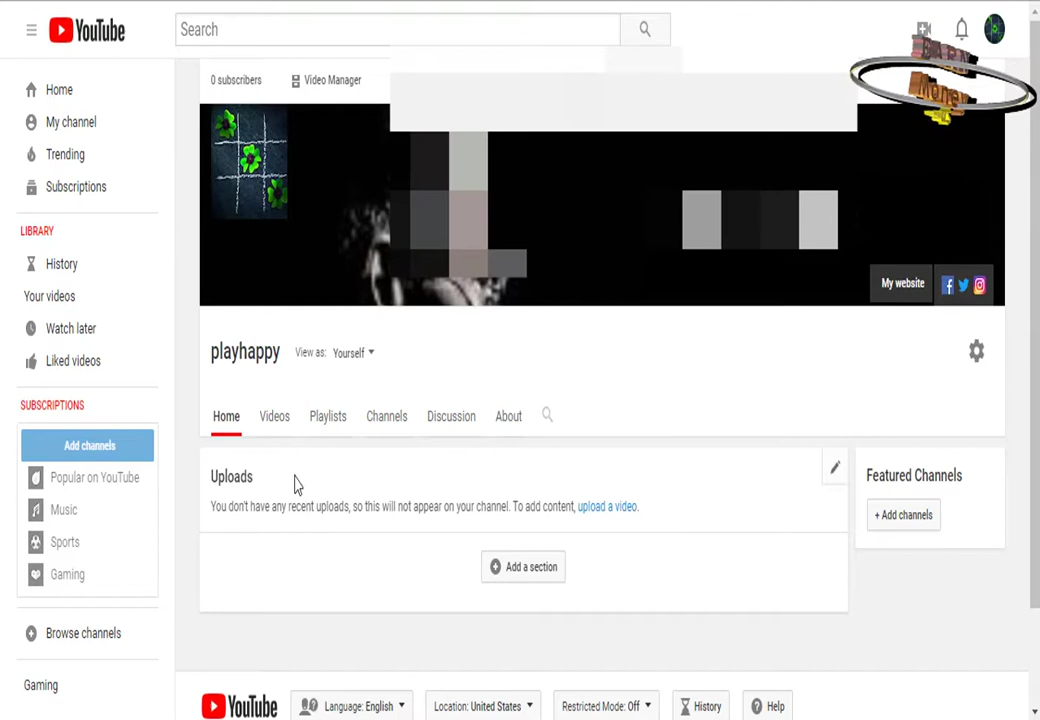 YouTube
Search
0 subscribers
Video Manager
EARN
Money
Home
My channel
Trending
Subscriptions
LIBRARY
History
Your videos
Watch later
Liked videos
SUBSCRIPTIONS
Add channels
Popular on YouTube
Music
Sports
Gaming
Browse channels
Gaming
My website
playhappy
View as: Yourself
Home Videos Playlists Channels Discussion About
Uploads
You don't have any recent uploads, so this will not appear on your channel. To add content, upload a video.
Add a section
Featured Channels
+ Add channels
YouTube
Language: English
Location: United States
Restricted Mode: Off
History
Help